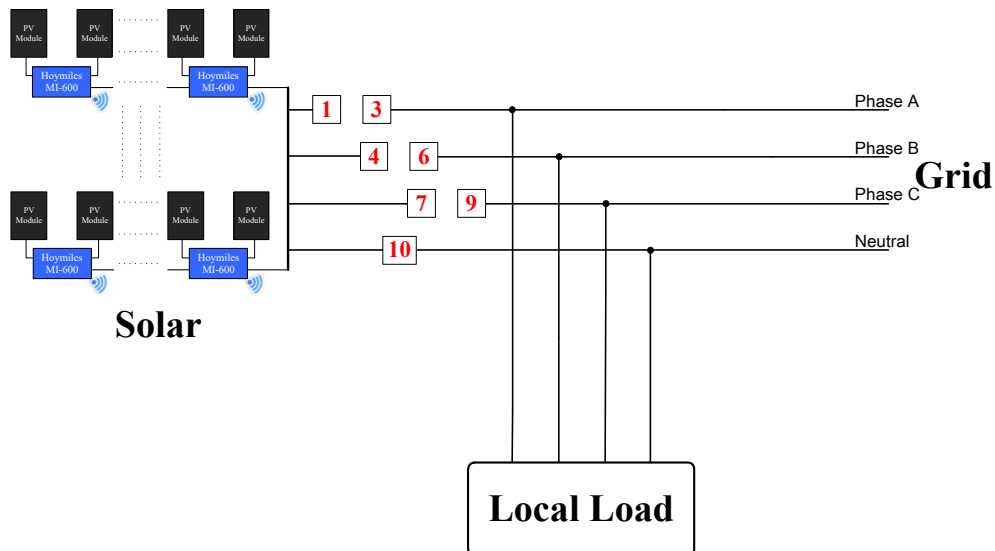 PV
Module
PV
Module
PV
Module
PV
Module
Hoymiles
MI-600
Hoymiles
MI-600
1
3
Phase A
4
6
Phase B
Grid
7
9
Phase C
10
Neutral
PV
Module
PV
Module
PV
Module
PV
Module
Hoymiles
MI-600
Hoymiles
MI-600
Solar
Local Load